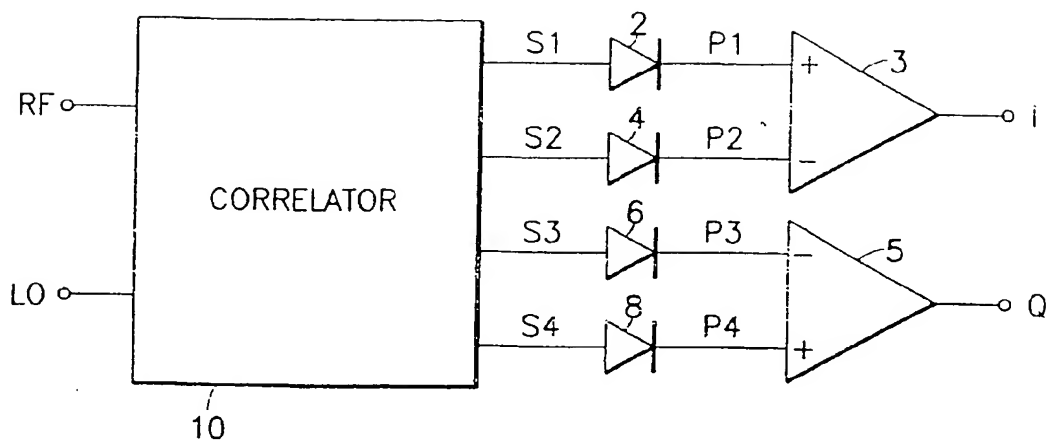 2
S1
P1
+
3
RF
i
4
S2
P2
−
CORRELATOR
6
S3
P3
−
5
LO
Q
8
S4
P4
+
10